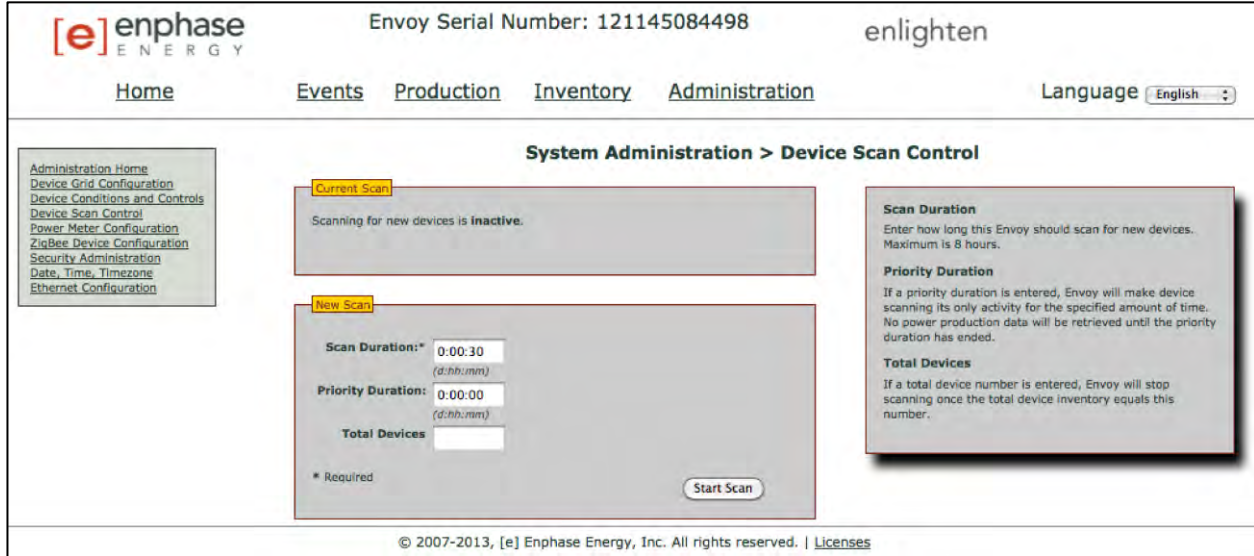 [e] enphase
ENERGY
Envoy Serial Number: 121145084498
enlighten
Home
Events
Production
Inventory
Administration
Language English
Administration Home
Device Grid Configuration
Device Conditions and Controls
Device Scan Control
Power Meter Configuration
ZigBee Device Configuration
Security Administration
Date, Time, Timezone
Ethernet Configuration
System Administration > Device Scan Control
Current Scan
Scanning for new devices is inactive.
New Scan
Scan Duration:* 0:00:30
(d:hh:mm)
Priority Duration: 0:00:00
(d:hh:mm)
Total Devices
* Required
Start Scan
Scan Duration
Enter how long this Envoy should scan for new devices.
Maximum is 8 hours.
Priority Duration
If a priority duration is entered, Envoy will make device
scanning its only activity for the specified amount of time.
No power production data will be retrieved until the priority
duration has ended.
Total Devices
If a total device number is entered, Envoy will stop
scanning once the total device inventory equals this
number.
© 2007-2013, [e] Enphase Energy, Inc. All rights reserved. | Licenses